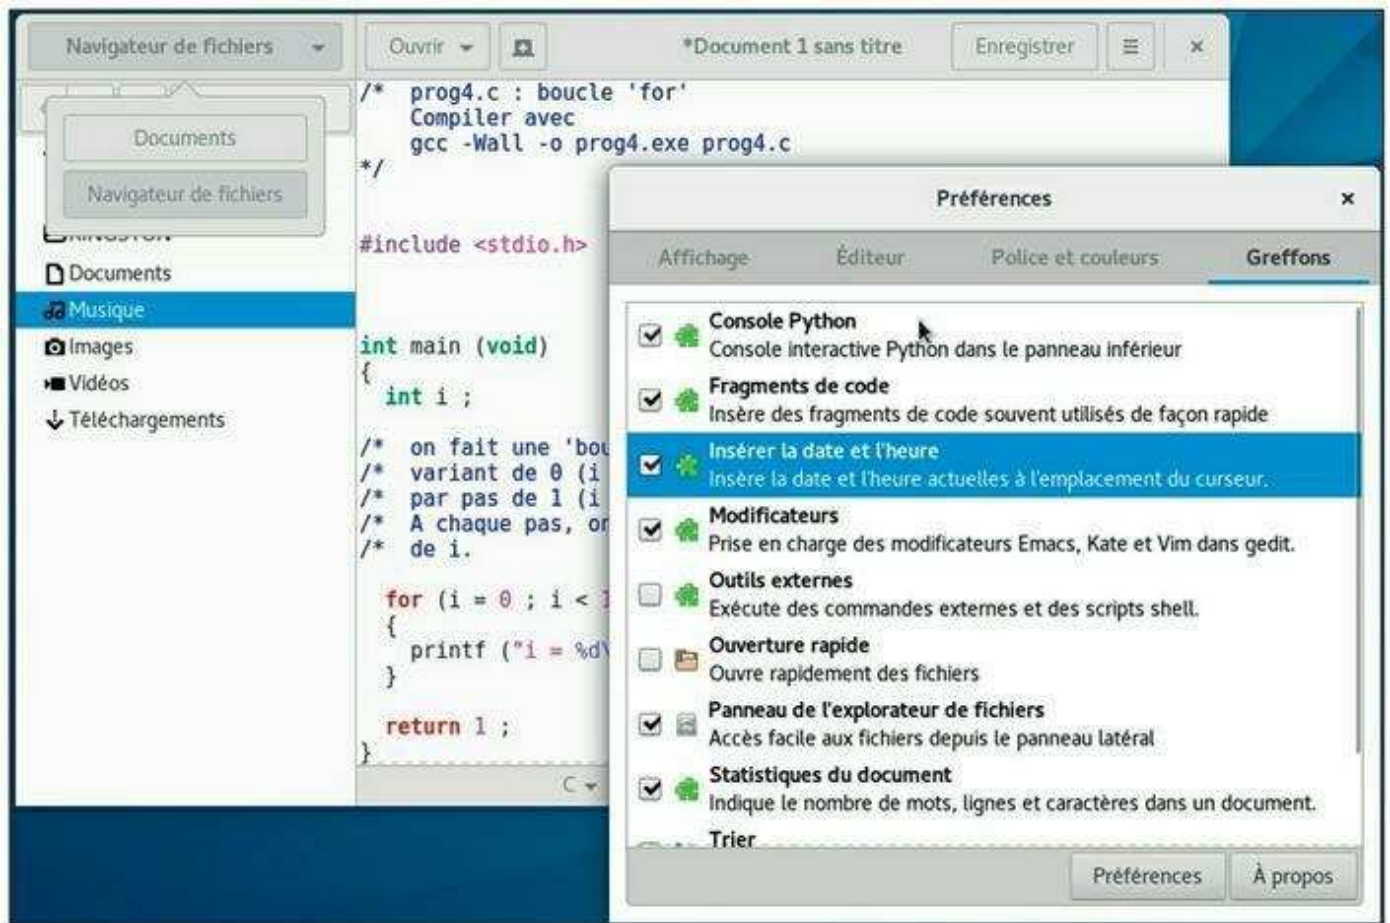 Navigateur de fichiers
Ouvrir
*Document 1 sans titre
Enregistrer
Documents
Navigateur de fichiers
KINGSTON
Documents
Musique
Images
Vidéos
Téléchargements
/* prog4.c : boucle 'for'
Compiler avec
gcc -Wall -o prog4.exe prog4.c
*/
#include <stdio.h>
int main (void)
{
int i ;
/* on fait une 'bou
/* variant de 0 (i
/* par pas de 1 (i
/* A chaque pas, on
/* de i.
for (i = 0 ; i <
{
printf ("i = %d\
}
return 1 ;
}
C
Préférences
Affichage
Éditeur
Police et couleurs
Greffons
Console Python
Console interactive Python dans le panneau inférieur
Fragments de code
Insère des fragments de code souvent utilisés de façon rapide
Insérer la date et l'heure
Insère la date et l'heure actuelles à l'emplacement du curseur.
Modificateurs
Prise en charge des modificateurs Emacs, Kate et Vim dans gedit.
Outils externes
Exécute des commandes externes et des scripts shell.
Ouverture rapide
Ouvre rapidement des fichiers
Panneau de l'explorateur de fichiers
Accès facile aux fichiers depuis le panneau latéral
Statistiques du document
Indique le nombre de mots, lignes et caractères dans un document.
Trier
Préférences
À propos